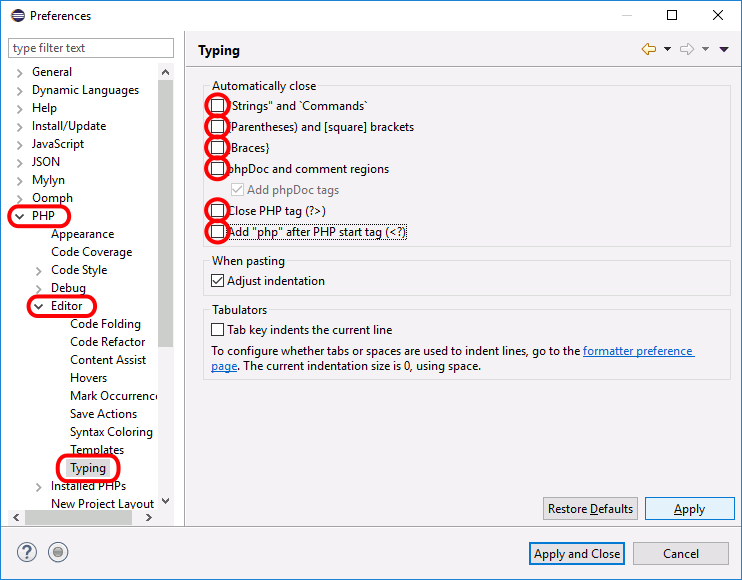 Preferences
type filter text
Typing
General
Dynamic Languages
Help
Install/Update
JavaScript
JSON
Mylyn
Oomph
PHP
Appearance
Code Coverage
Code Style
Debug
Editor
Code Folding
Code Refactor
Content Assist
Hovers
Mark Occurrenc
Save Actions
Syntax Coloring
Templates
Typing
Installed PHPs
New Project Layout
Automatically close
"Strings" and `Commands`
(Parentheses) and [square] brackets
{Braces}
phpDoc and comment regions
Add phpDoc tags
Close PHP tag (?>)
Add "php" after PHP start tag (<?)
When pasting
Adjust indentation
Tabulators
Tab key indents the current line
To configure whether tabs or spaces are used to indent lines, go to the formatter preference
page. The current indentation size is 0, using space.
Restore Defaults
Apply
?
Apply and Close
Cancel